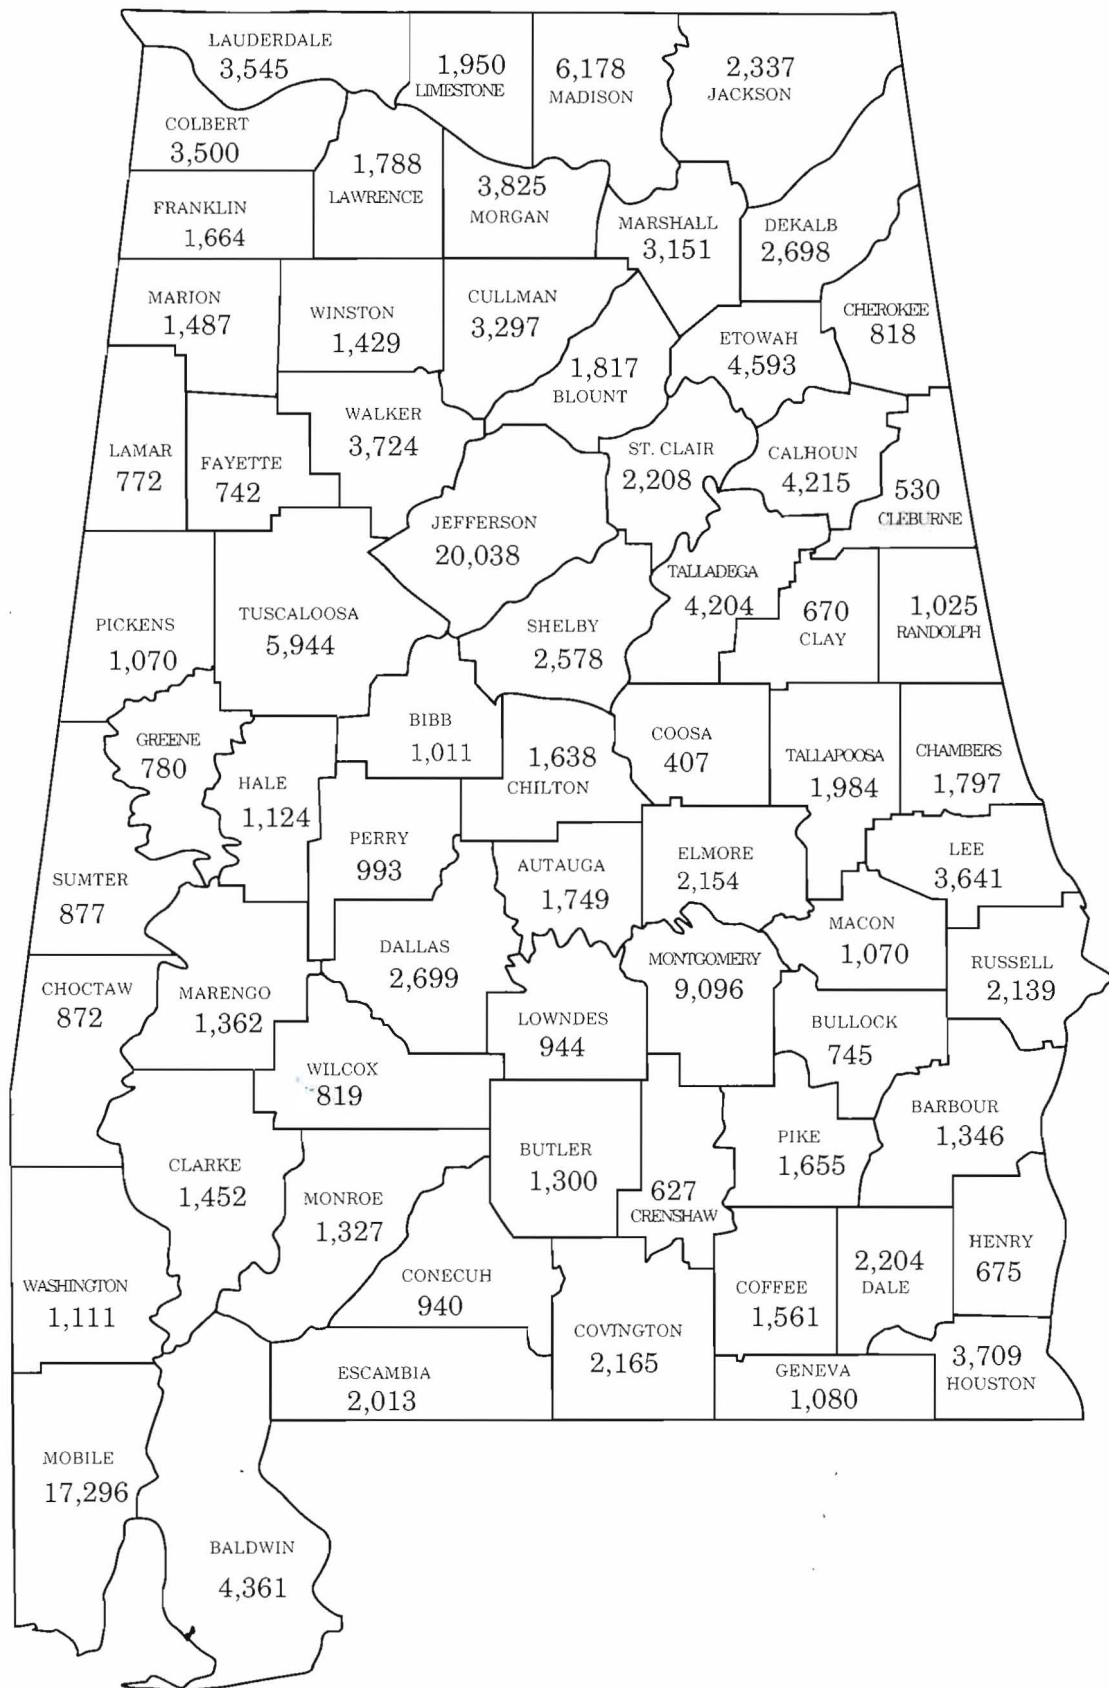 LAUDERDALE
3,545
1,950
LIMESTONE
6,178
MADISON
2,337
JACKSON
COLBERT
3,500
1,788
LAWRENCE
3,825
MORGAN
FRANKLIN
1,664
MARSHALL
3,151
DEKALB
2,698
MARION
1,487
WINSTON
1,429
CULLMAN
3,297
CHEROKEE
818
ETOWAH
4,593
1,817
BLOUNT
WALKER
3,724
LAMAR
772
FAYETTE
742
ST. CLAIR
2,208
CALHOUN
4,215
530
CLEBURNE
JEFFERSON
20,038
TALLADEGA
4,204
670
CLAY
1,025
RANDOLPH
PICKENS
1,070
TUSCALOOSA
5,944
SHELBY
2,578
BIBB
1,011
1,638
CHILTON
COOSA
407
TALLAPOOSA
1,984
CHAMBERS
1,797
GREENE
780
HALE
1,124
PERRY
993
AUTAUGA
1,749
ELMORE
2,154
LEE
3,641
SUMTER
877
MACON
1,070
RUSSELL
2,139
DALLAS
2,699
MONTGOMERY
9,096
CHOCTAW
872
MARENGO
1,362
LOWNDES
944
BULLOCK
745
WILCOX
819
BARBOUR
1,346
PIKE
1,655
BUTLER
1,300
CLARKE
1,452
MONROE
1,327
627
CRENSHAW
WASHINGTON
1,111
CONECUH
940
COVINGTON
2,165
COFFEE
1,561
2,204
DALE
HENRY
675
ESCAMBIA
2,013
GENEVA
1,080
3,709
HOUSTON
MOBILE
17,296
BALDWIN
4,361